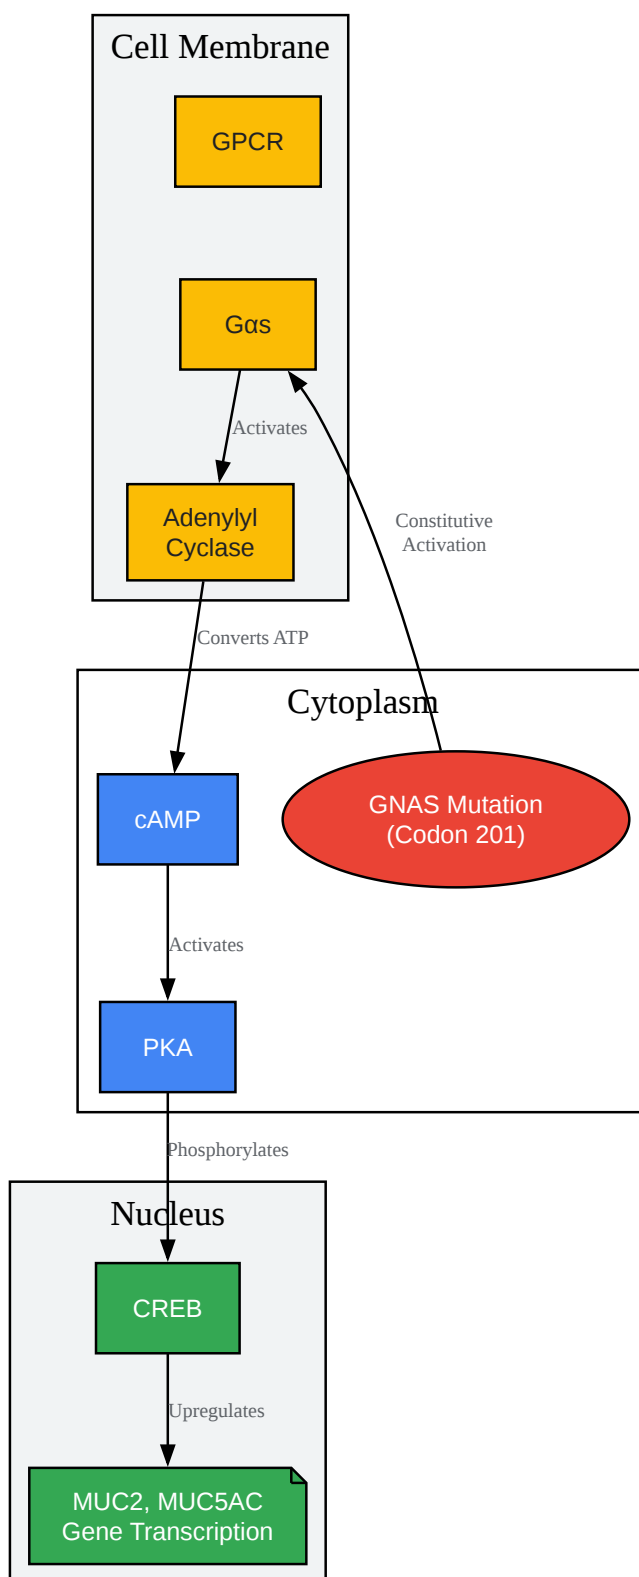 Cell Membrane
GPCR
Gαs
Activates
Adenylyl
Cyclase
Constitutive
Activation
Converts ATP
Cytoplasm
cAMP
GNAS Mutation
(Codon 201)
Activates
PKA
Phosphorylates
Nucleus
CREB
Upregulates
MUC2, MUC5AC
Gene Transcription